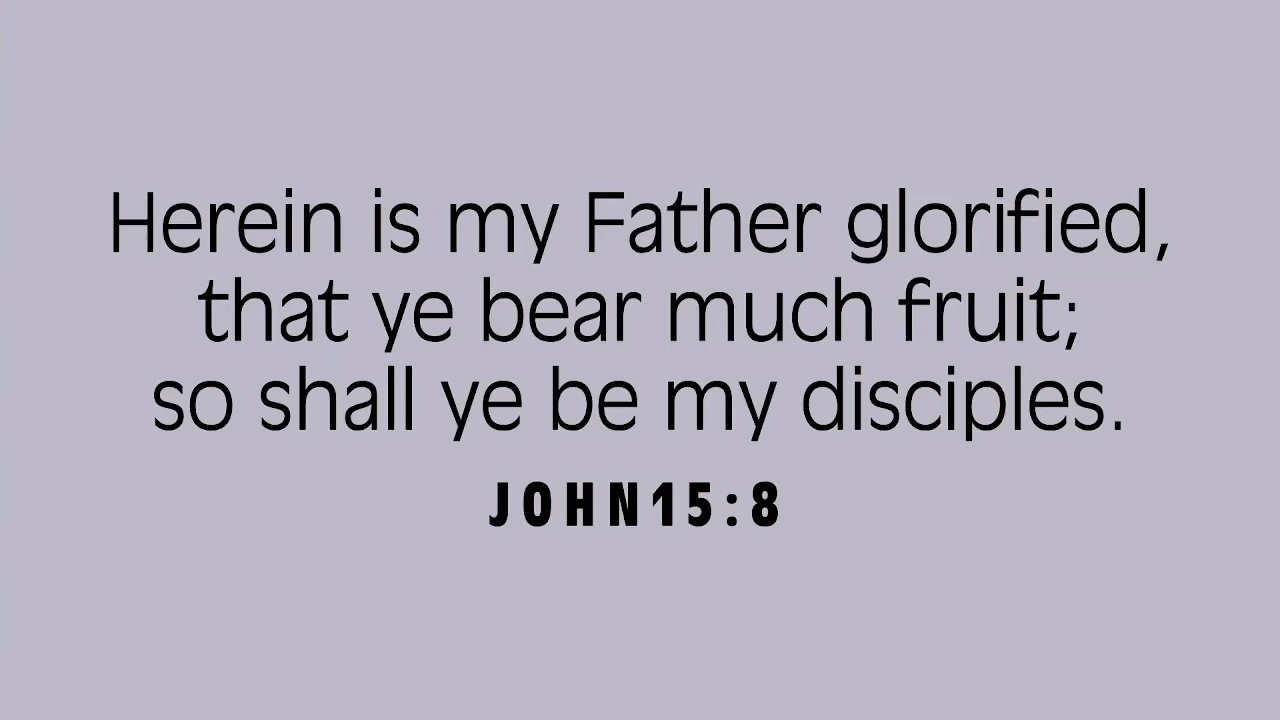 Herein is my Father glorified,
that ye bear much fruit;
so shall ye be my disciples.
JOHN15:8